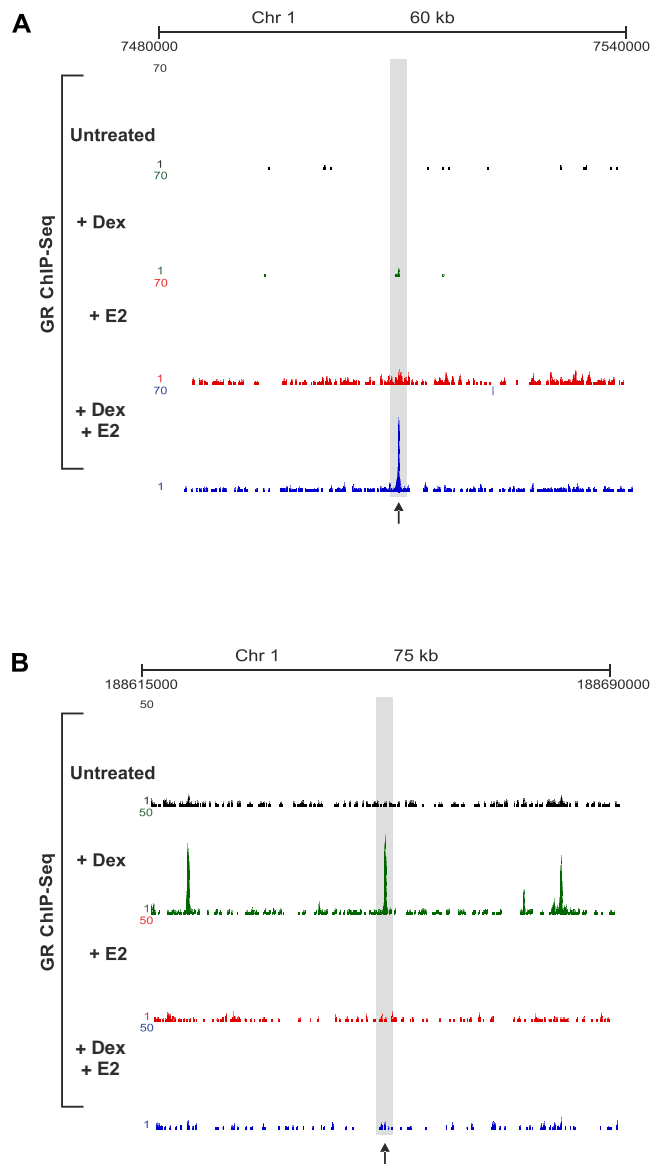 A
Chr 1 60 kb
7480000 7540000
70
Untreated
1
70
+ Dex
1
70
+ E2
1
70
+ Dex
+ E2
1
GR ChIP-Seq
B
Chr 1 75 kb
188615000 188690000
50
Untreated
1
50
+ Dex
1
50
+ E2
1
50
+ Dex
+ E2
1
GR ChIP-Seq